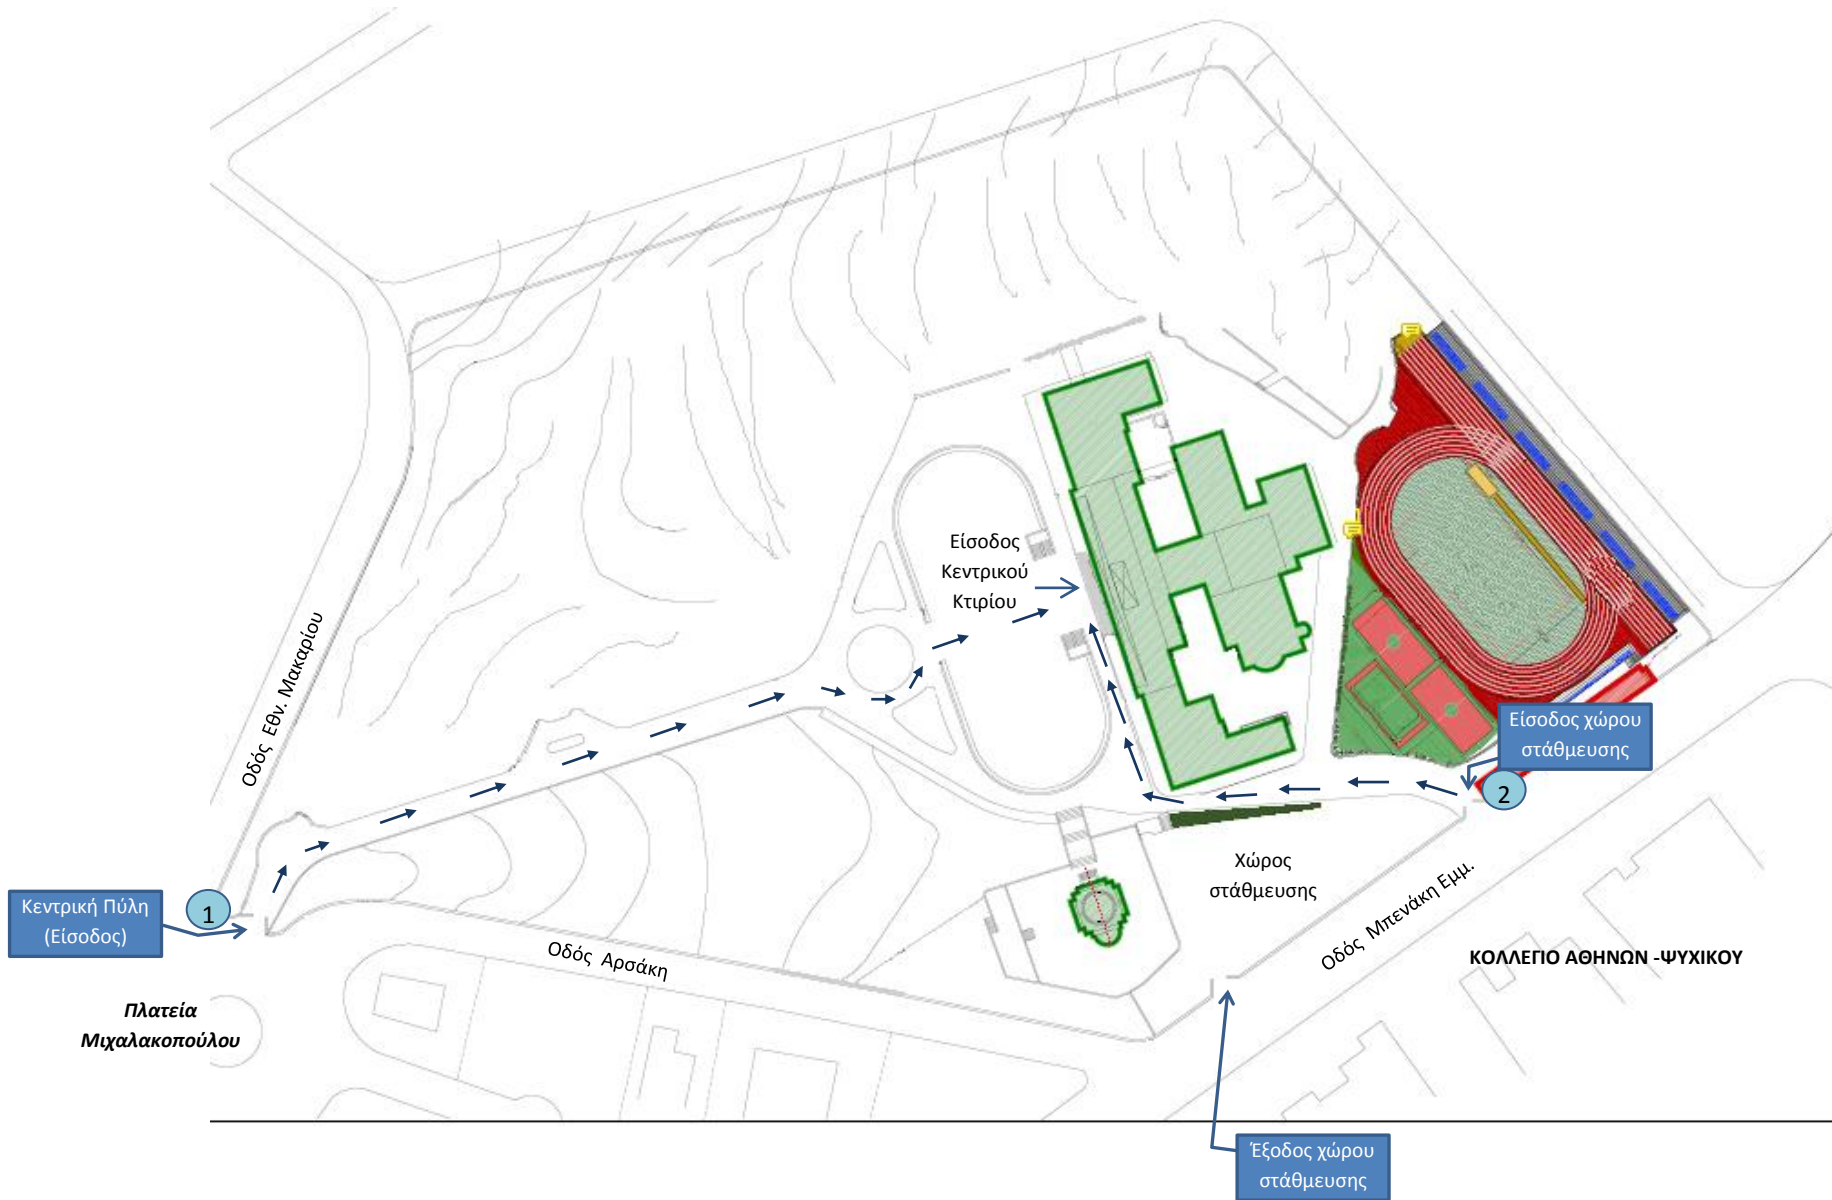 Είσοδος
Κεντρικού
Κτιρίου
Οδός Εθν. Μακαρίου
Είσοδος χώρου
στάθμευσης
2
Χώρος
στάθμευσης
Κεντρική Πύλη
(Είσοδος)
1
Οδός Αρσάκη
Οδός Μπενάκη Εμμ.
ΚΟΛΛΕΓΙΟ ΑΘΗΝΩΝ -ΨΥΧΙΚΟΥ
Πλατεία
Μιχαλακοπούλου
Έξοδος χώρου
στάθμευσης